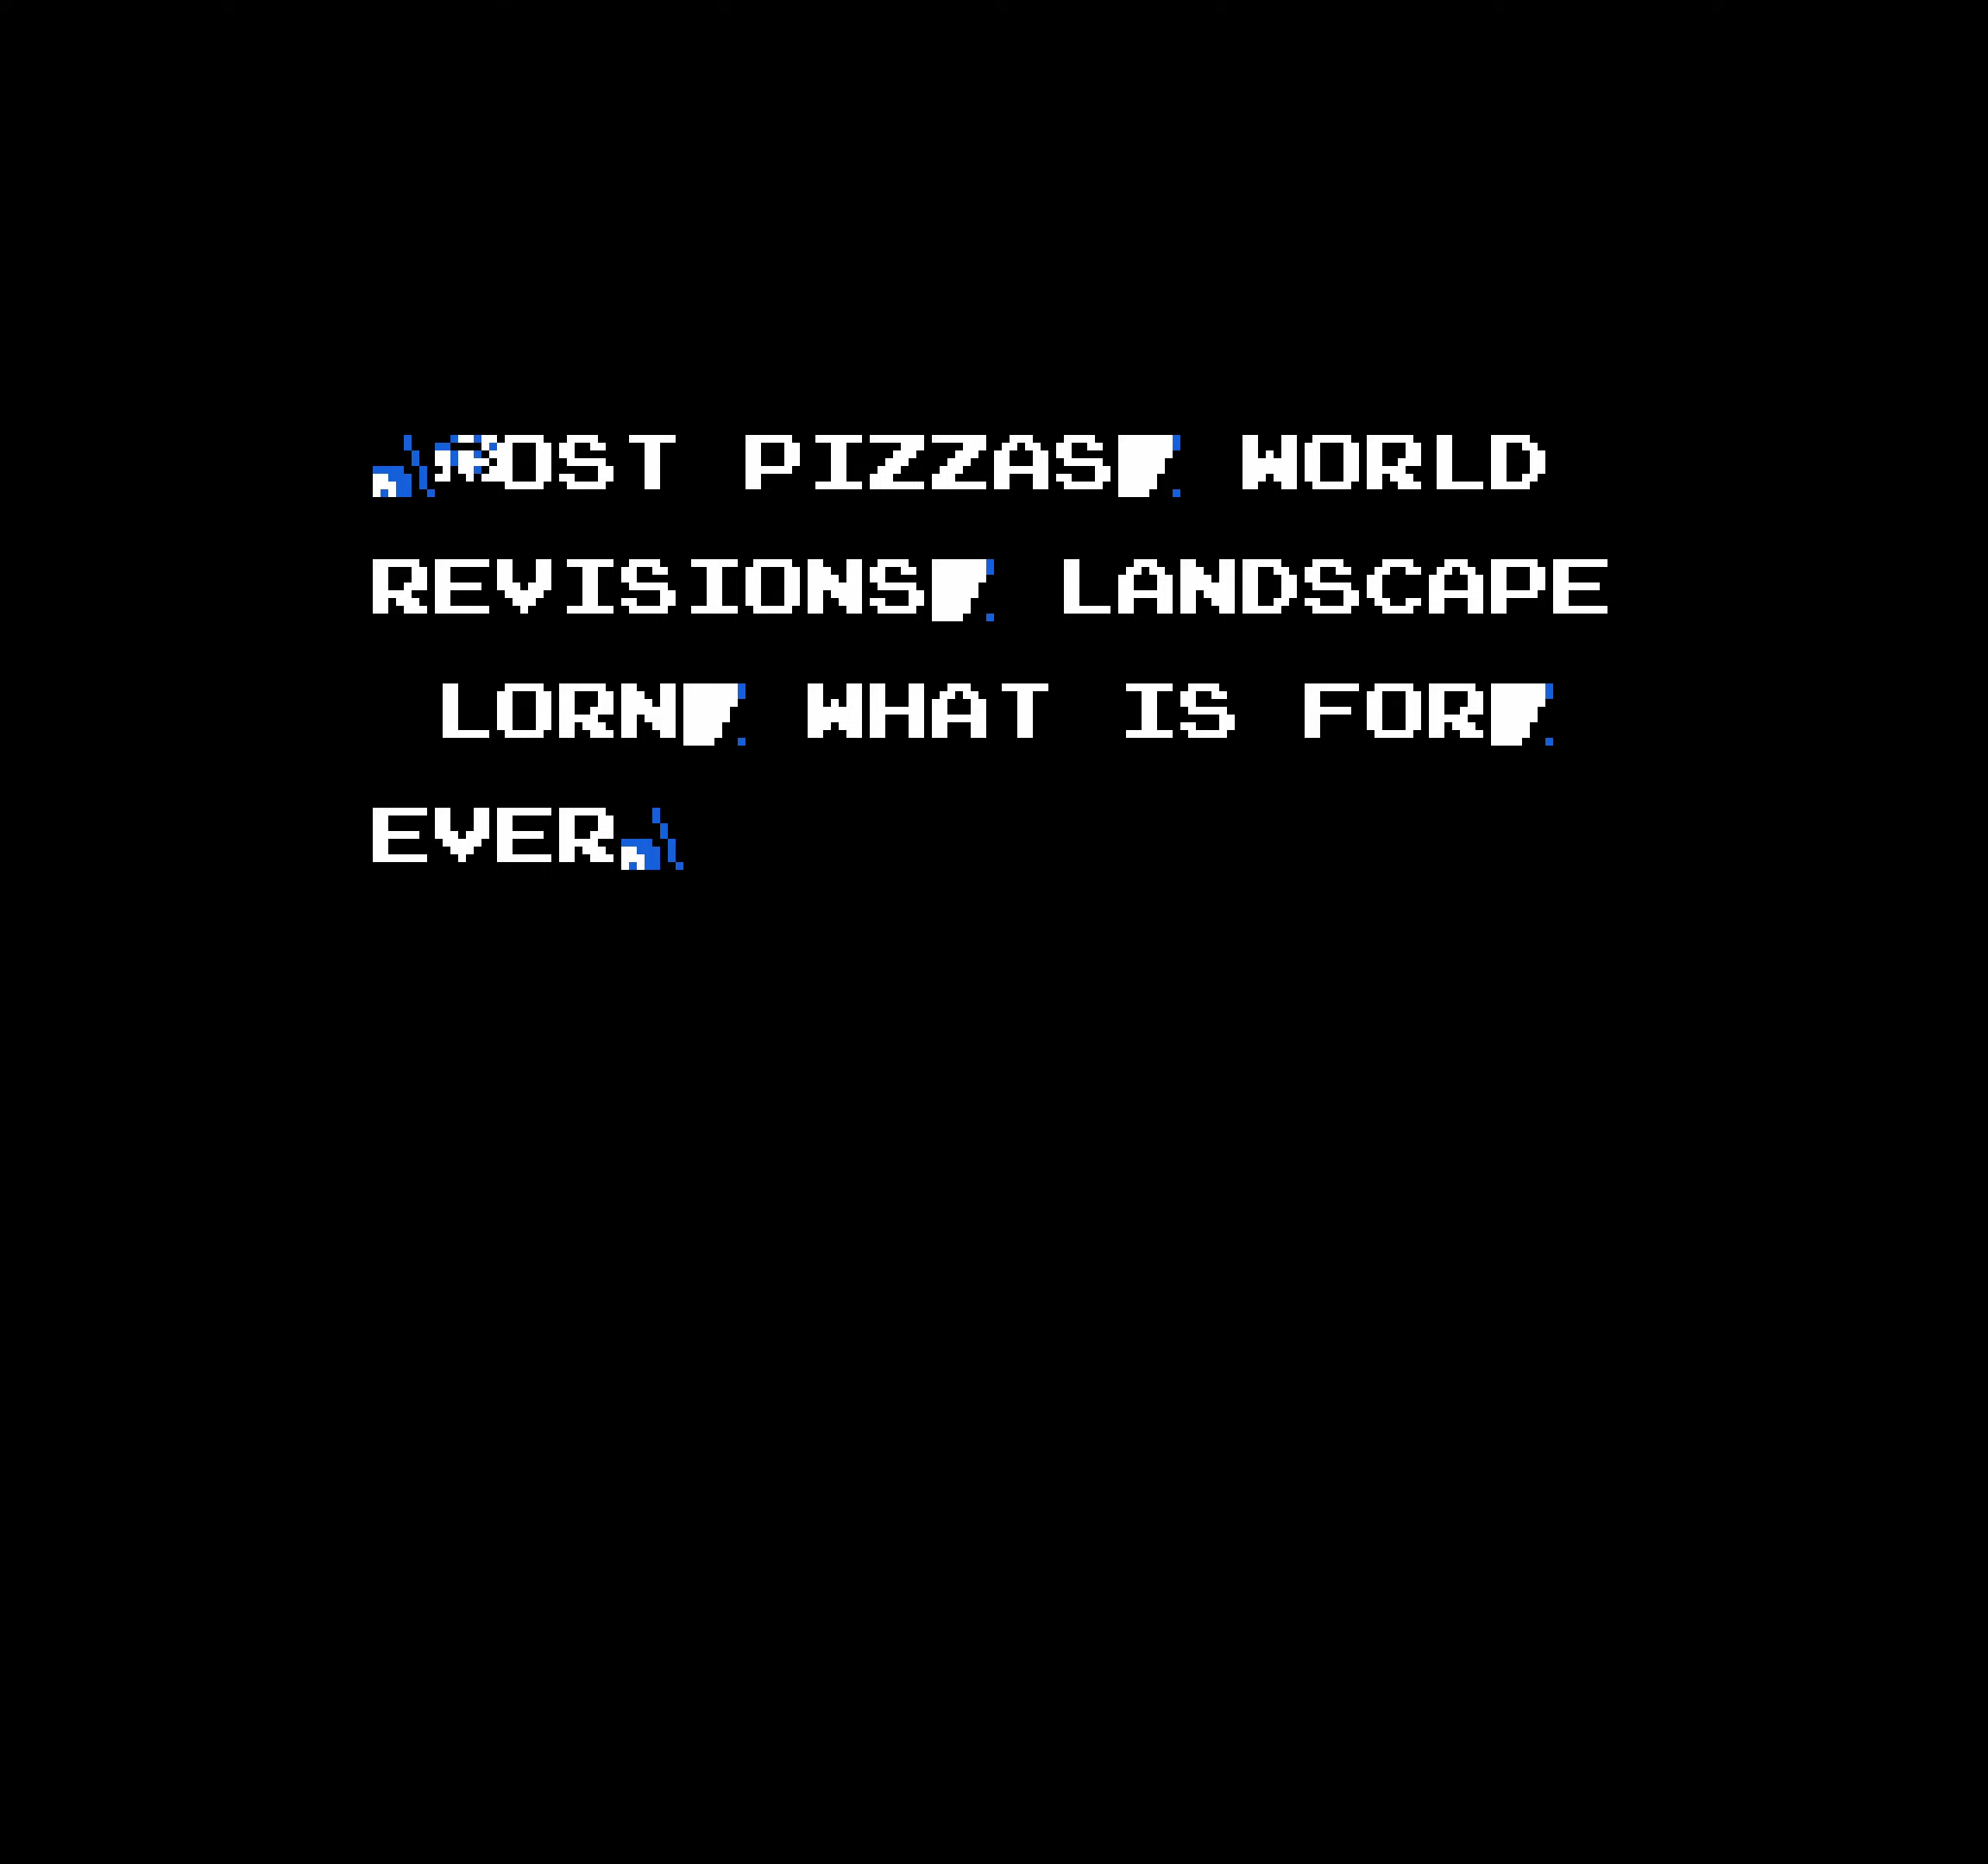 OST PIZZAS WORLD
REVISIONS LANDSCAPE
LORN WHAT IS FOR
EVER